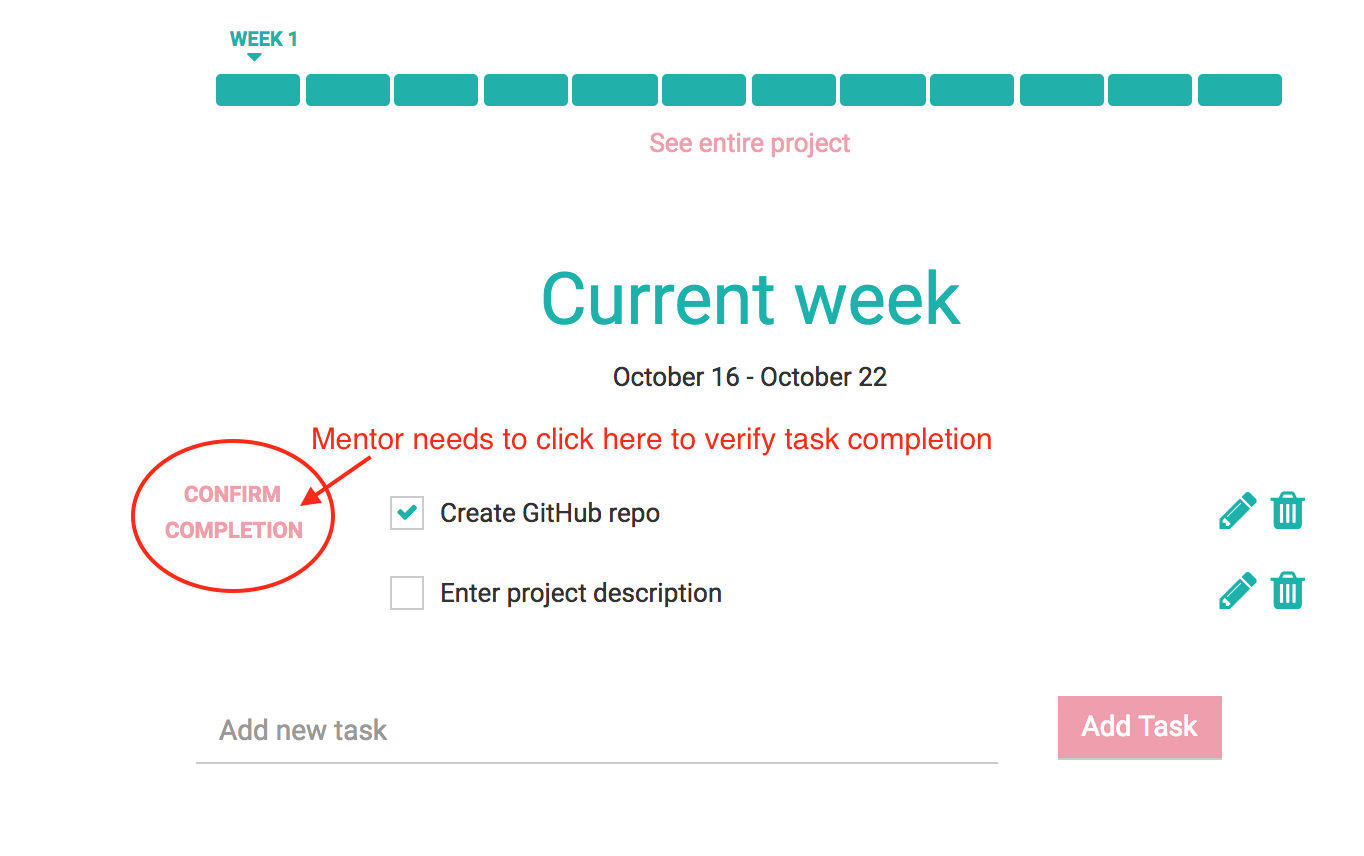 WEEK 1
See entire project
Current week
October 16 - October 22
Mentor needs to click here to verify task completion
CONFIRM
COMPLETION
Create GitHub repo
Enter project description
Add new task
Add Task